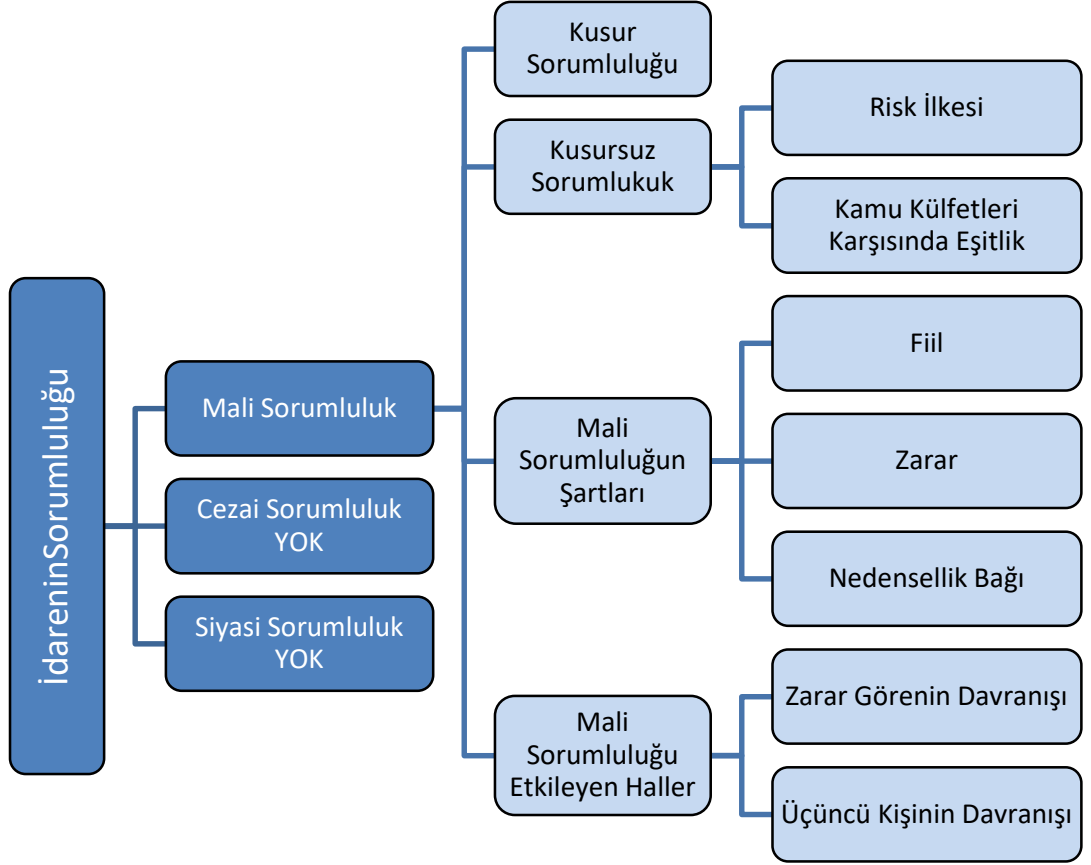 İdareninSorumluluğu
Mali Sorumluluk
Cezai Sorumluluk
YOK
Siyasi Sorumluluk
YOK
Kusur
Sorumluluğu
Kusursuz
Sorumlukuk
Mali
Sorumluluğun
Şartları
Mali
Sorumluluğu
Etkileyen Haller
Risk İlkesi
Kamu Külfetleri
Karşısında Eşitlik
Fiil
Zarar
Nedensellik Bağı
Zarar Görenin Davranışı
Üçüncü Kişinin Davranışı